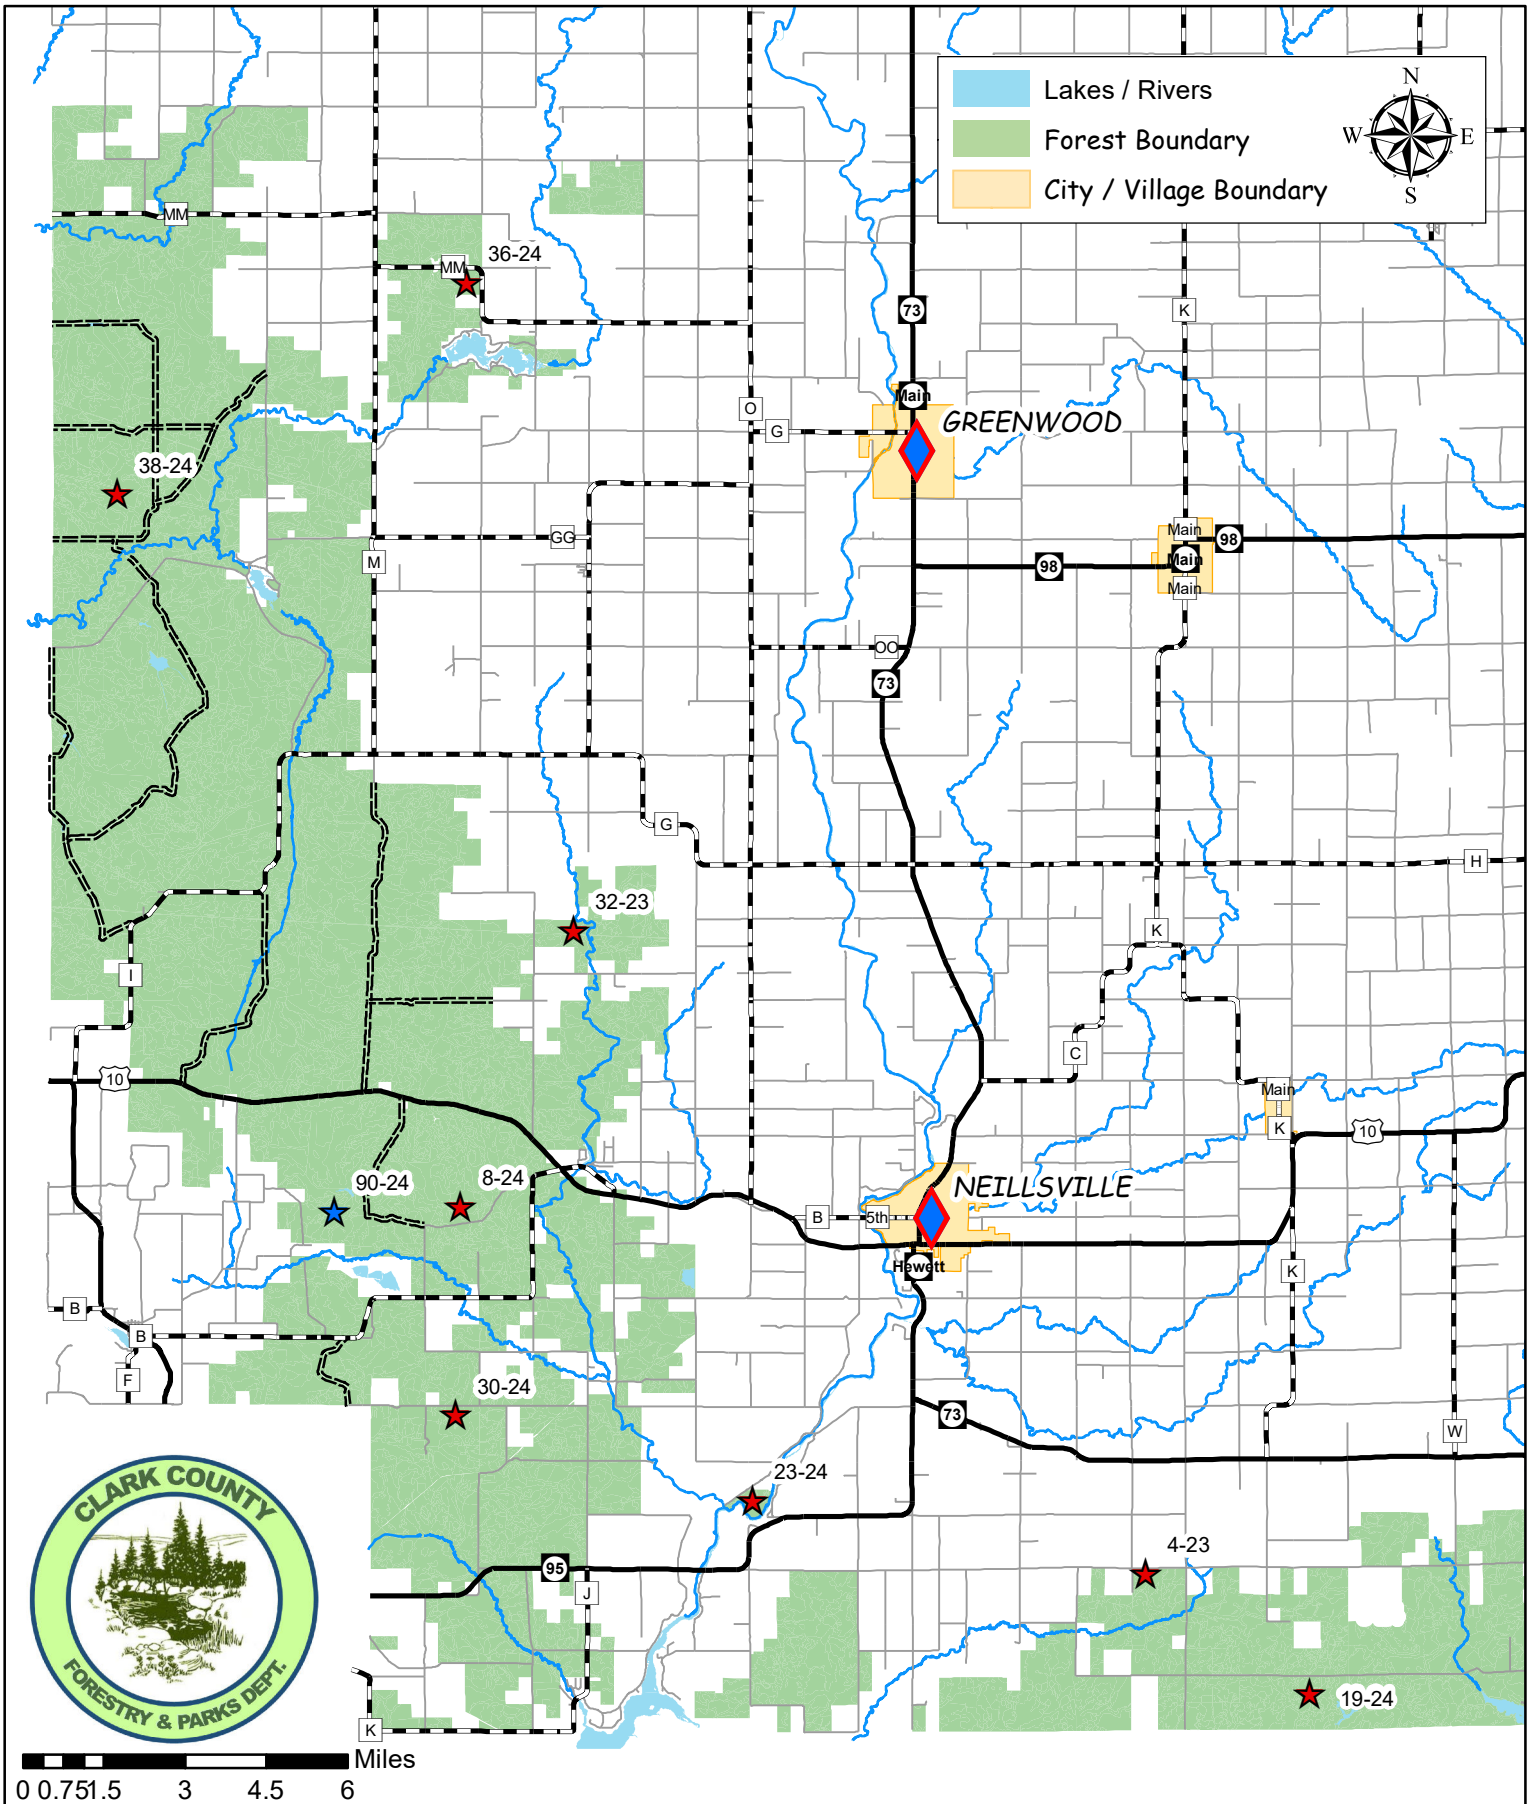 Lakes / Rivers
Forest Boundary
City / Village Boundary
N
W E
S
MM
36-24
MM
73
K
Main
O
G
GREENWOOD
38-24
Main
98
GG
M
98
Main
Main
OO
73
G
H
32-23
K
I
C
10
Main
K
10
90-24
8-24
NEILLSVILLE
B
5th
Hewett
K
B
B
F
30-24
73
W
23-24
CLARK COUNTY
FORESTRY & PARKS DEPT.
4-23
95
J
19-24
K
Miles
0 0.75 1.5 3 4.5 6